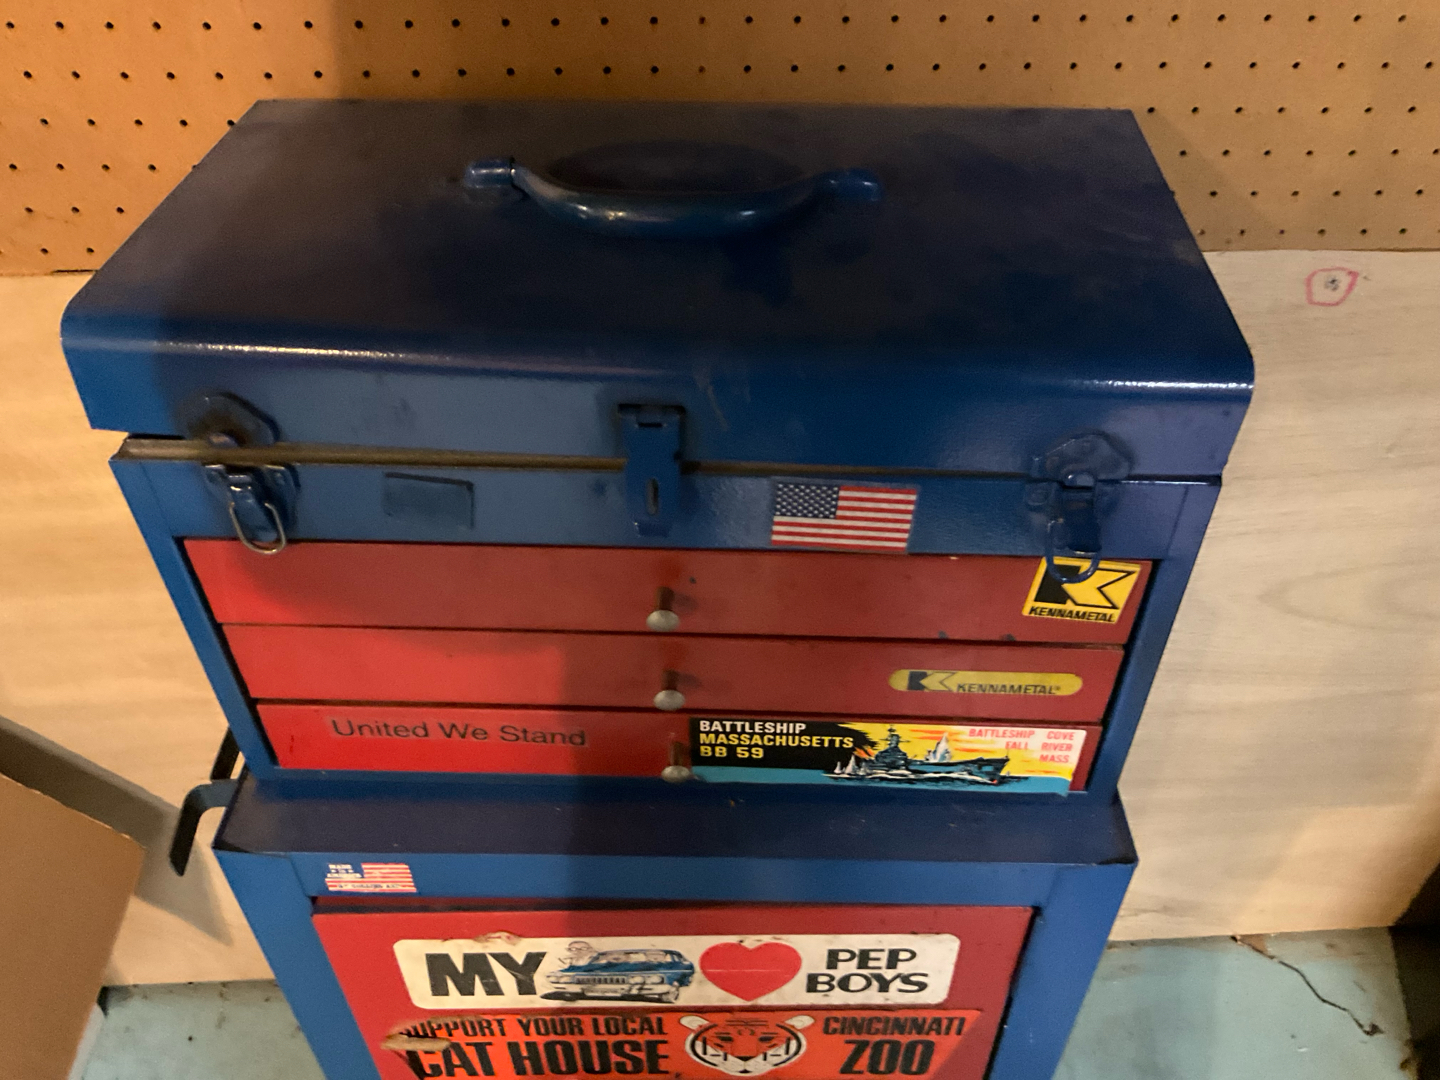 KENNAMETAL
KENNAMETAL®
United We Stand
BATTLESHIP
MASSACHUSETTS
BB 59
BATTLESHIP COVE
FALL RIVER
MASS
MY PEP
BOYS
SUPPORT YOUR LOCAL
CAT HOUSE
CINCINNATI
ZOO